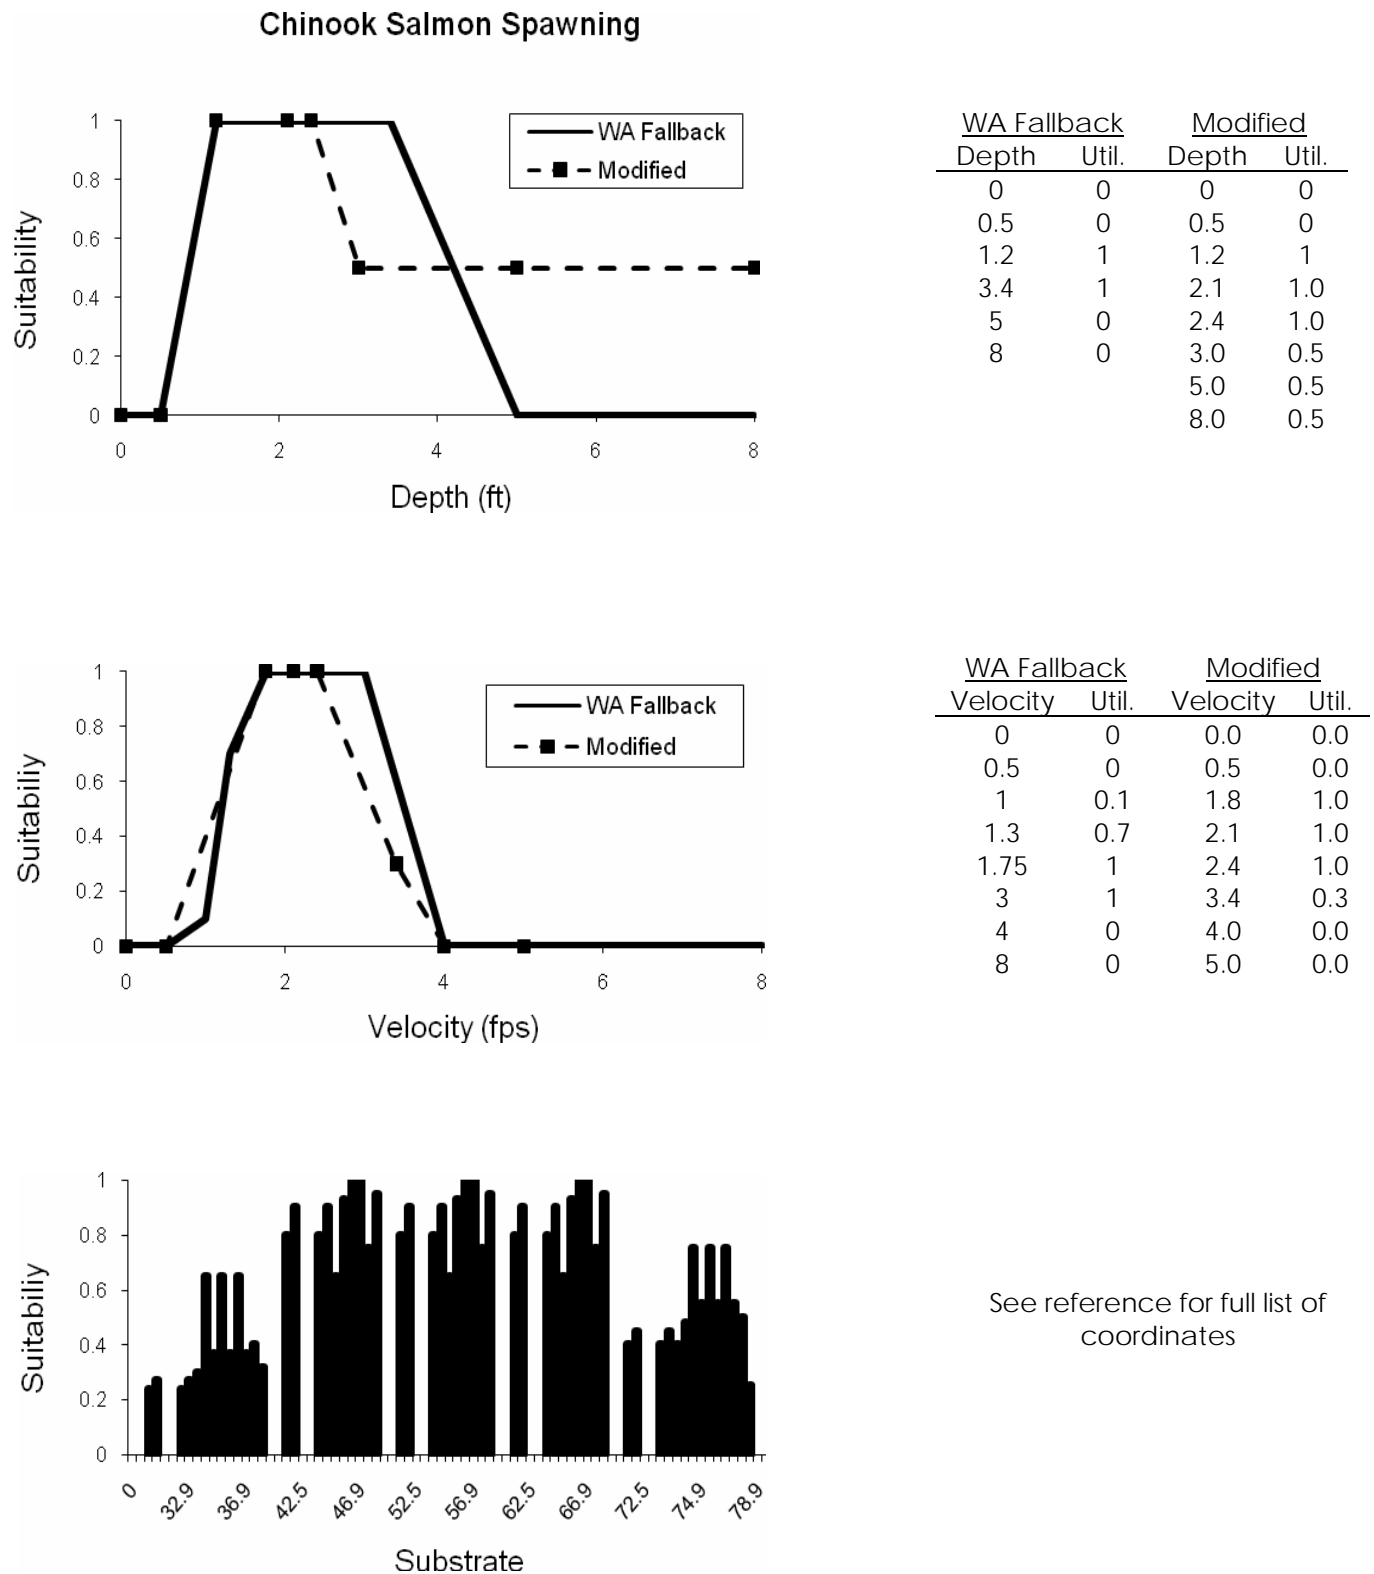 Chinook Salmon Spawning
1
0.8
0.6
0.4
0.2
0
Suitability
WA Fallback
Modified
0 2 4 6 8
Depth (ft)
WA Fallback Modified
Depth Util. Depth Util.
0 0 0 0
0.5 0 0.5 0
1.2 1 1.2 1
3.4 1 2.1 1.0
5 0 2.4 1.0
8 0 3.0 0.5
5.0 0.5
8.0 0.5
1
0.8
0.6
0.4
0.2
0
Suitabiliy
WA Fallback
Modified
0 2 4 6 8
Velocity (fps)
WA Fallback Modified
Velocity Util. Velocity Util.
0 0 0.0 0.0
0.5 0 0.5 0.0
1 0.1 1.8 1.0
1.3 0.7 2.1 1.0
1.75 1 2.4 1.0
3 1 3.4 0.3
4 0 4.0 0.0
8 0 5.0 0.0
1
0.8
0.6
0.4
0.2
0
Suitabiliy
0 32.9 36.9 42.5 46.9 52.5 56.9 62.5 66.9 72.5 74.9 78.9
Substrate
See reference for full list of
coordinates